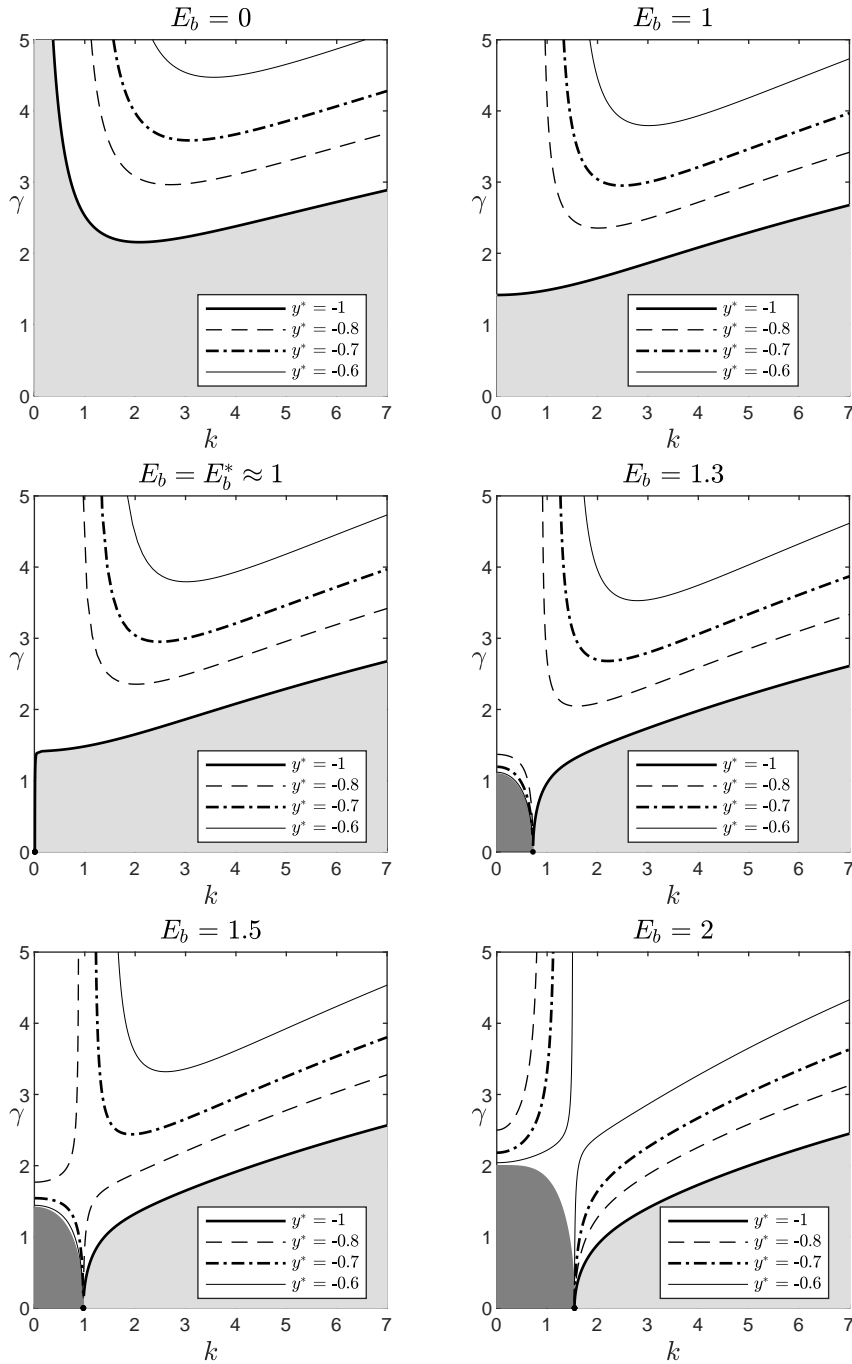 E_b = 0
5
4
3
γ
2
1
0
0 1 2 3 4 5 6 7
k
y* = -1
y* = -0.8
y* = -0.7
y* = -0.6
E_b = 1
5
4
3
γ
2
1
0
0 1 2 3 4 5 6 7
k
y* = -1
y* = -0.8
y* = -0.7
y* = -0.6
E_b = E_b^* ≈ 1
5
4
3
γ
2
1
0
0 1 2 3 4 5 6 7
k
y* = -1
y* = -0.8
y* = -0.7
y* = -0.6
E_b = 1.3
5
4
3
γ
2
1
0
0 1 2 3 4 5 6 7
k
y* = -1
y* = -0.8
y* = -0.7
y* = -0.6
E_b = 1.5
5
4
3
γ
2
1
0
0 1 2 3 4 5 6 7
k
y* = -1
y* = -0.8
y* = -0.7
y* = -0.6
E_b = 2
5
4
3
γ
2
1
0
0 1 2 3 4 5 6 7
k
y* = -1
y* = -0.8
y* = -0.7
y* = -0.6